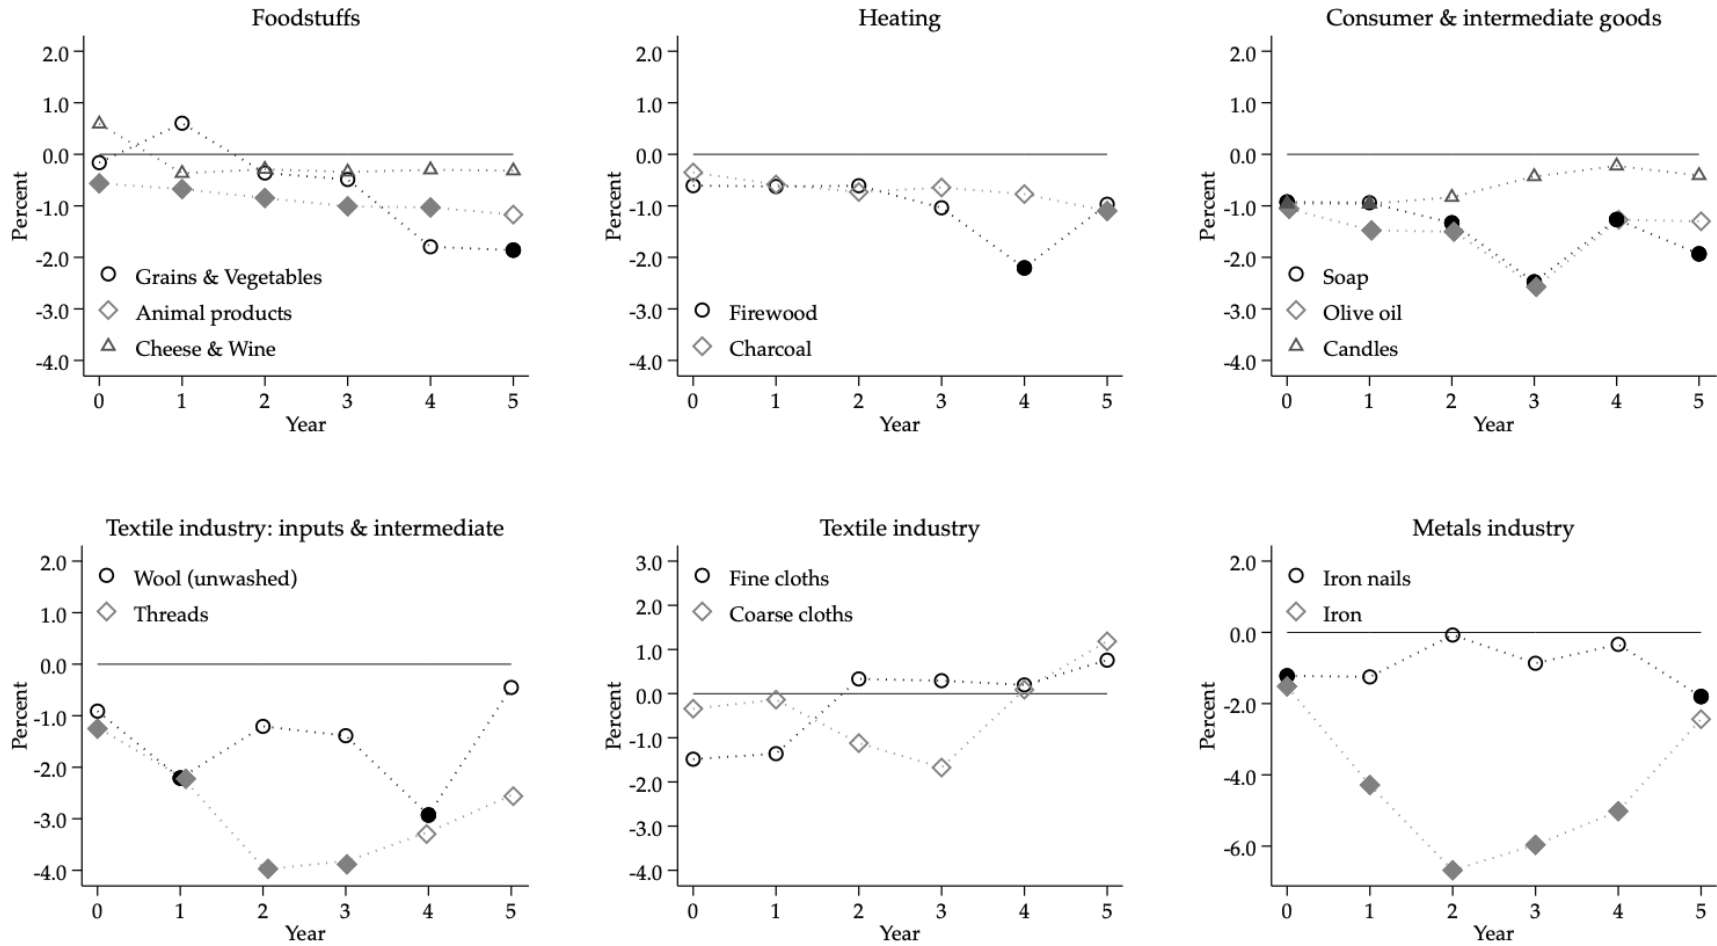 Foodstuffs
2.0
1.0
0.0
-1.0
-2.0
-3.0
-4.0
Percent
Grains & Vegetables
Animal products
Cheese & Wine
0 1 2 3 4 5
Year
Heating
2.0
1.0
0.0
-1.0
-2.0
-3.0
-4.0
Percent
Firewood
Charcoal
0 1 2 3 4 5
Year
Consumer & intermediate goods
2.0
1.0
0.0
-1.0
-2.0
-3.0
-4.0
Percent
Soap
Olive oil
Candles
0 1 2 3 4 5
Year
Textile industry: inputs & intermediate
2.0
1.0
0.0
-1.0
-2.0
-3.0
-4.0
Percent
Wool (unwashed)
Threads
0 1 2 3 4 5
Year
Textile industry
3.0
2.0
1.0
0.0
-1.0
-2.0
-3.0
-4.0
Percent
Fine cloths
Coarse cloths
0 1 2 3 4 5
Year
Metals industry
2.0
0.0
-2.0
-4.0
-6.0
Percent
Iron nails
Iron
0 1 2 3 4 5
Year